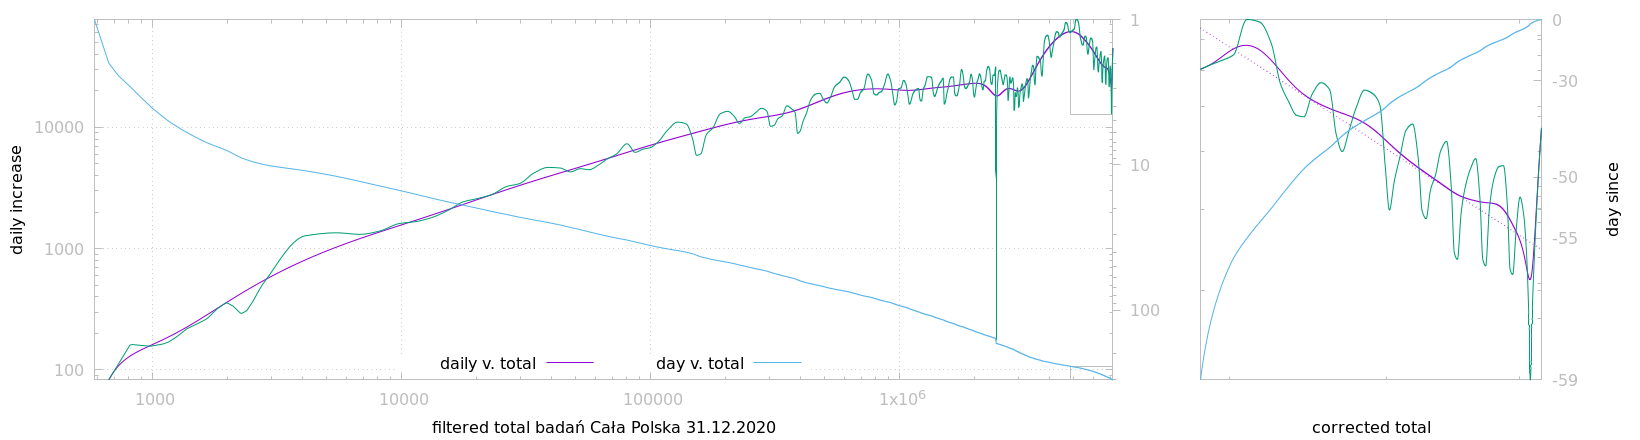 daily increase
10000
1000
100
1
10
100
daily v. total
day v. total
1000
10000
100000
1x10⁶
filtered total badań Cała Polska 31.12.2020
0
-30
-50
-55
-59
day since
corrected total